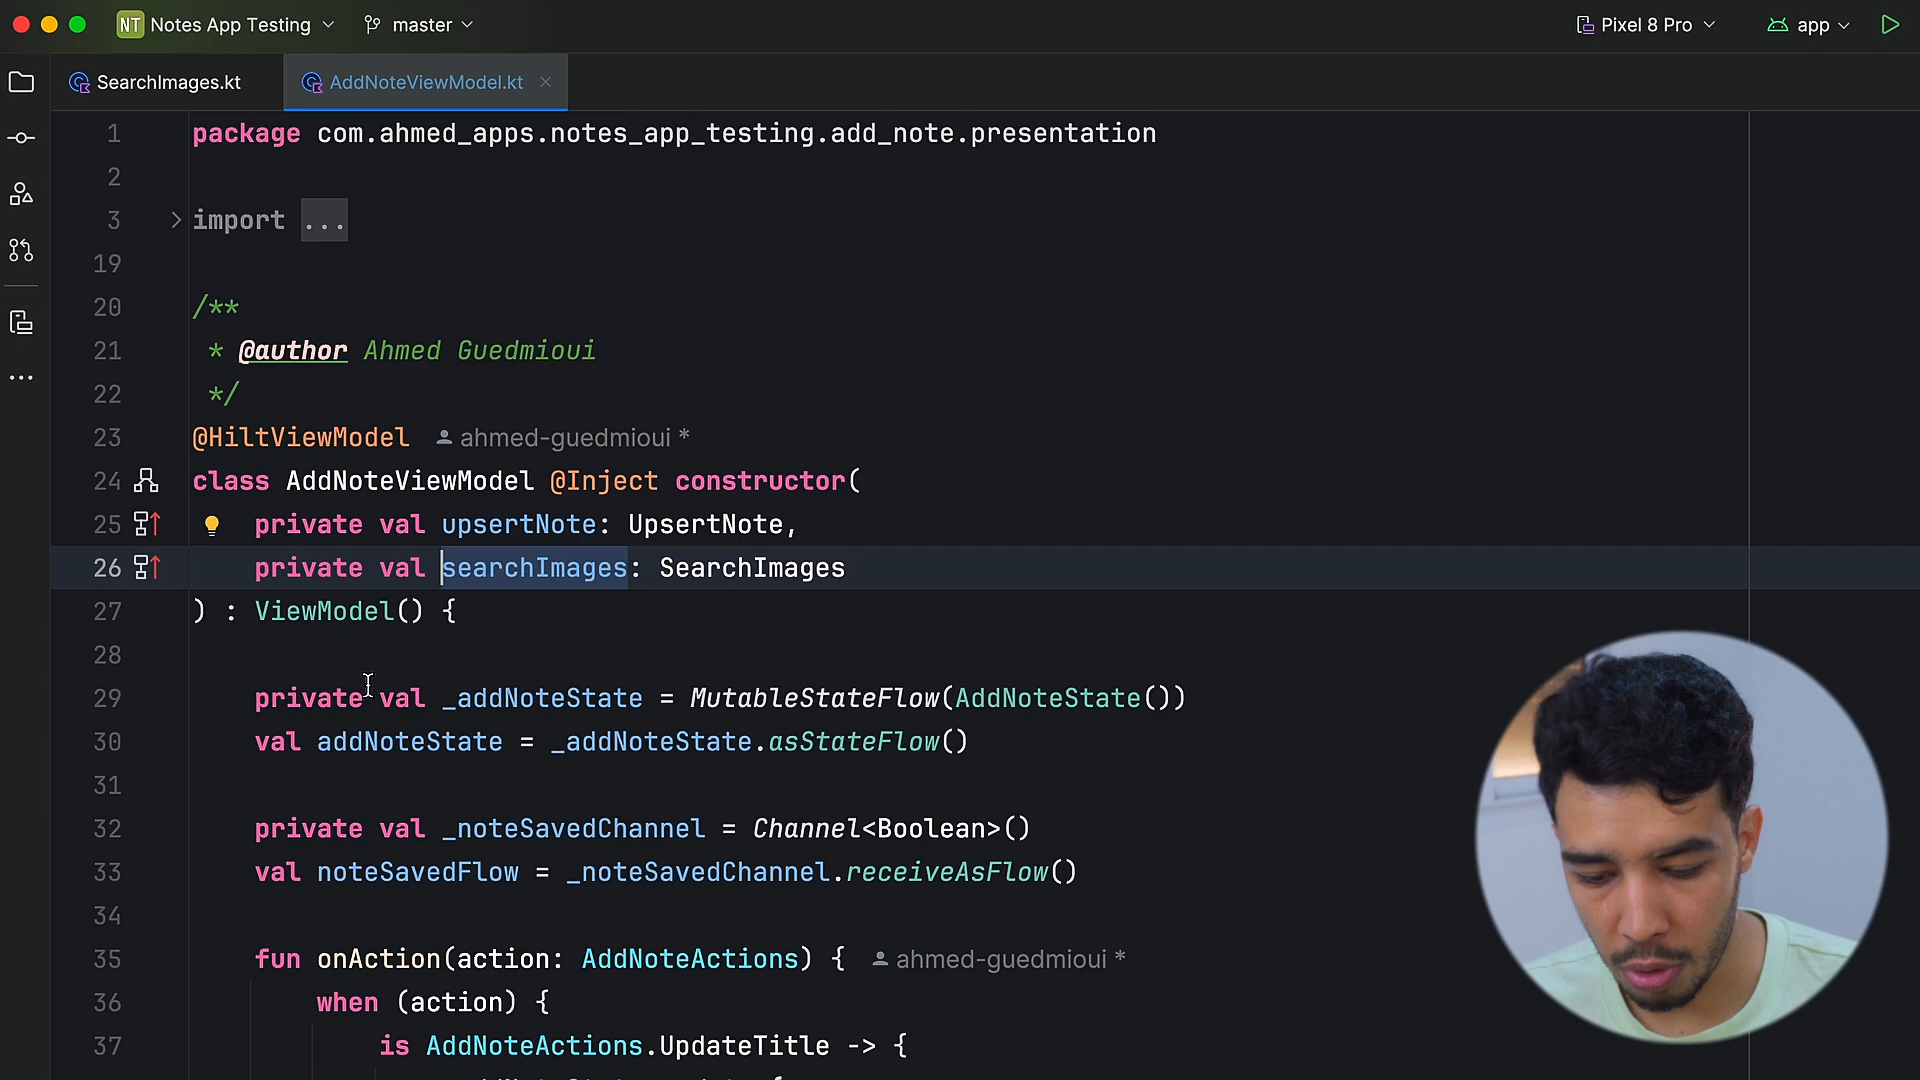 NT Notes App Testing master Pixel 8 Pro app
SearchImages.kt AddNoteViewModel.kt
1 package com.ahmed_apps.notes_app_testing.add_note.presentation
2
3 import ...
19
20 /**
21 * @author Ahmed Guedmioui
22 */
23 @HiltViewModel ahmed-guedmioui *
24 class AddNoteViewModel @Inject constructor(
25 private val upsertNote: UpsertNote,
26 private val searchImages: SearchImages
27 ) : ViewModel() {
28
29 private val _addNoteState = MutableStateFlow(AddNoteState())
30 val addNoteState = _addNoteState.asStateFlow()
31
32 private val _noteSavedChannel = Channel<Boolean>()
33 val noteSavedFlow = _noteSavedChannel.receiveAsFlow()
34
35 fun onAction(action: AddNoteActions) { ahmed-guedmioui *
36 when (action) {
37 is AddNoteActions.UpdateTitle -> {